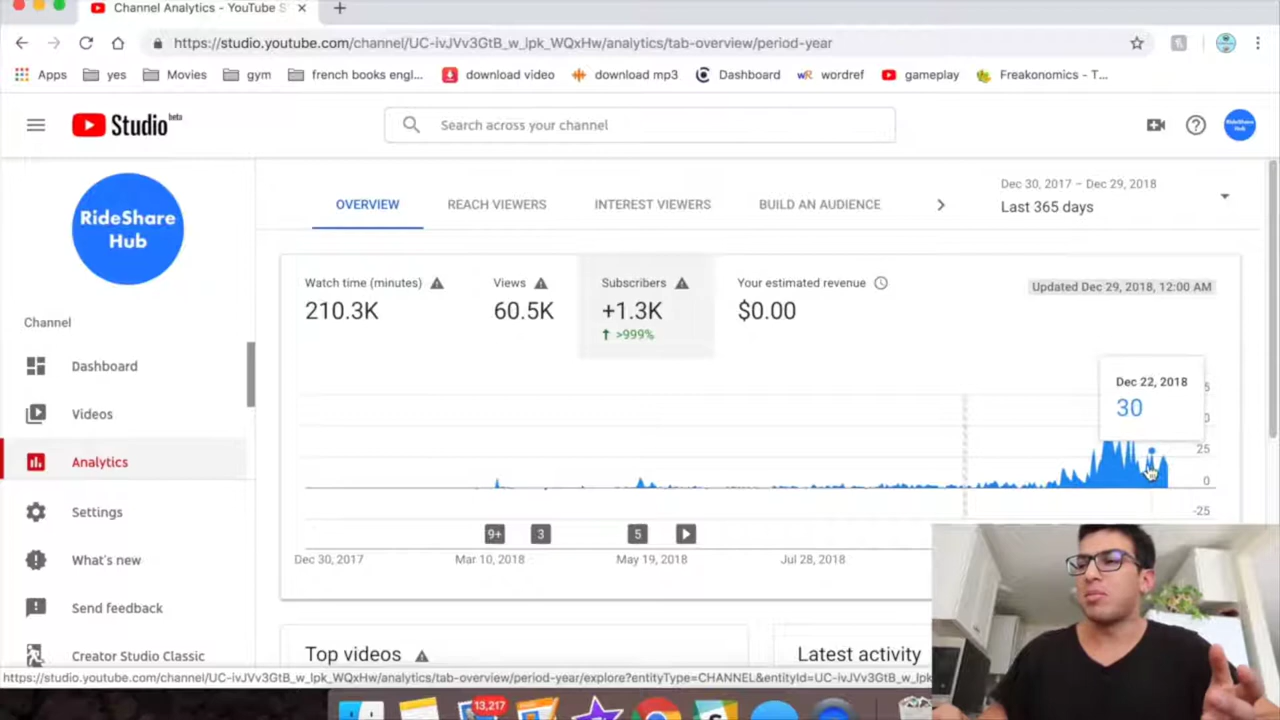 Channel Analytics - YouTube S
https://studio.youtube.com/channel/UC-ivJVv3GtB_w_lpk_WQxHw/analytics/tab-overview/period-year
Apps yes Movies gym french books engl... download video download mp3 Dashboard wR wordref gameplay Freakonomics - T...
Studio beta
Search across your channel
RideShare Hub
RideShare
Hub
OVERVIEW REACH VIEWERS INTEREST VIEWERS BUILD AN AUDIENCE
Dec 30, 2017 – Dec 29, 2018
Last 365 days
Watch time (minutes) Views Subscribers Your estimated revenue
210.3K 60.5K +1.3K $0.00
>999%
Updated Dec 29, 2018, 12:00 AM
Channel
Dashboard
Videos
Analytics
Settings
What's new
Send feedback
Creator Studio Classic
Dec 22, 2018
30
25
0
-25
9+ 3 5
Dec 30, 2017 Mar 10, 2018 May 19, 2018 Jul 28, 2018
Top videos
Latest activity
https://studio.youtube.com/channel/UC-ivJVv3GtB_w_lpk_WQxHw/analytics/tab-overview/period-year/explore?entityType=CHANNEL&entityId=UC-ivJVv3GtB_w_lpk_WQxHw/
13,217